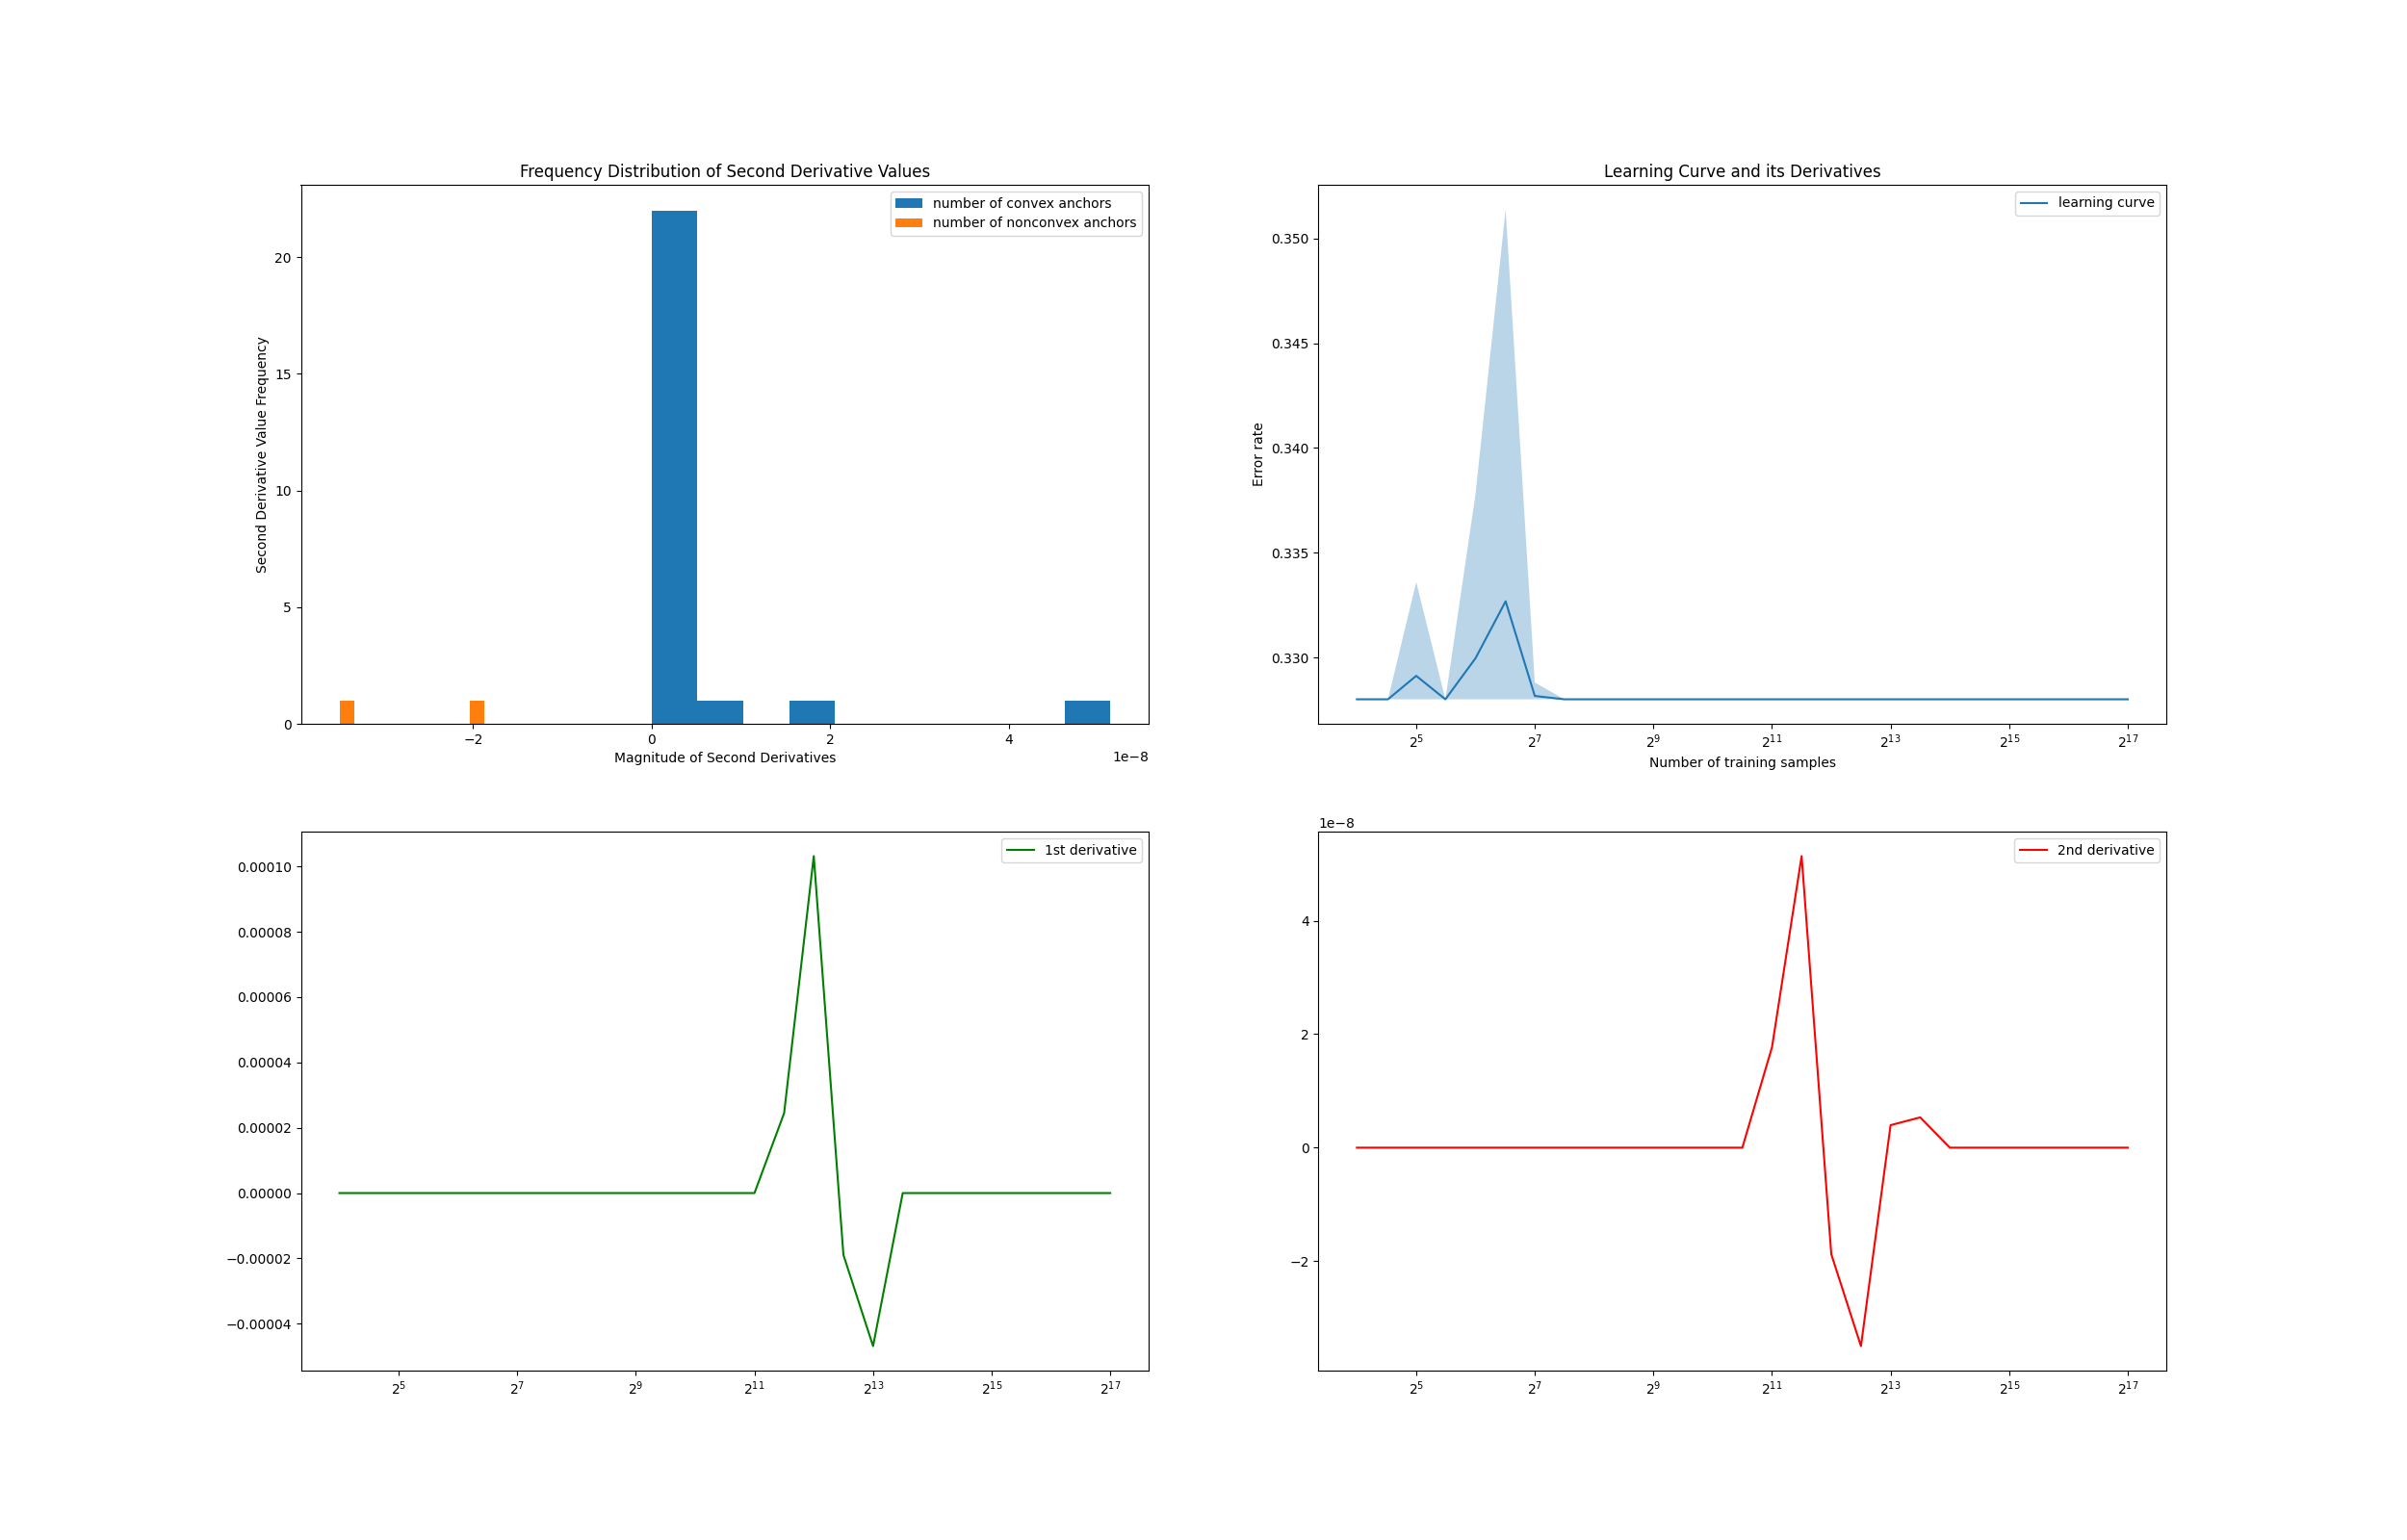 Frequency Distribution of Second Derivative Values
number of convex anchors
number of nonconvex anchors
Second Derivative Value Frequency
20
15
10
5
0
−2 0 2 4
1e−8
Magnitude of Second Derivatives
Learning Curve and its Derivatives
learning curve
Error rate
0.350
0.345
0.340
0.335
0.330
2^5 2^7 2^9 2^11 2^13 2^15 2^17
Number of training samples
1st derivative
0.00010
0.00008
0.00006
0.00004
0.00002
0.00000
−0.00002
−0.00004
2^5 2^7 2^9 2^11 2^13 2^15 2^17
1e−8
2nd derivative
4
2
0
−2
2^5 2^7 2^9 2^11 2^13 2^15 2^17